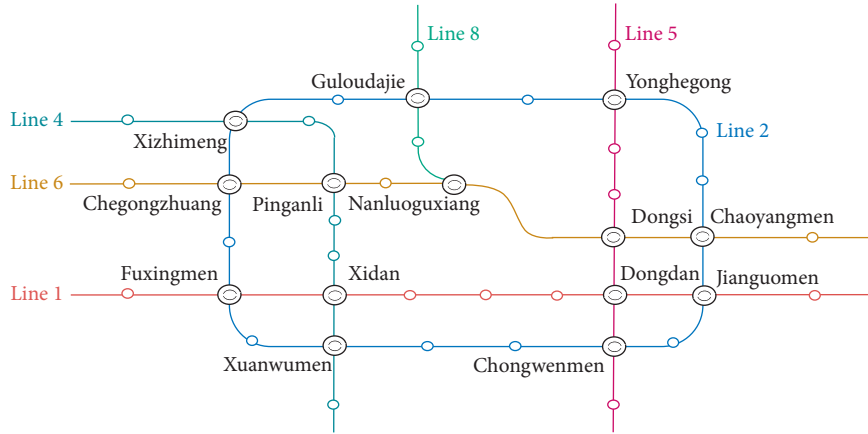 Line 8
Line 5
Guloudajie
Yonghegong
Line 4
Xizhimeng
Line 2
Line 6
Chegongzhuang
Pinganli
Nanluoguxiang
Dongsi
Chaoyangmen
Fuxingmen
Xidan
Dongdan
Jianguomen
Line 1
Xuanwumen
Chongwenmen